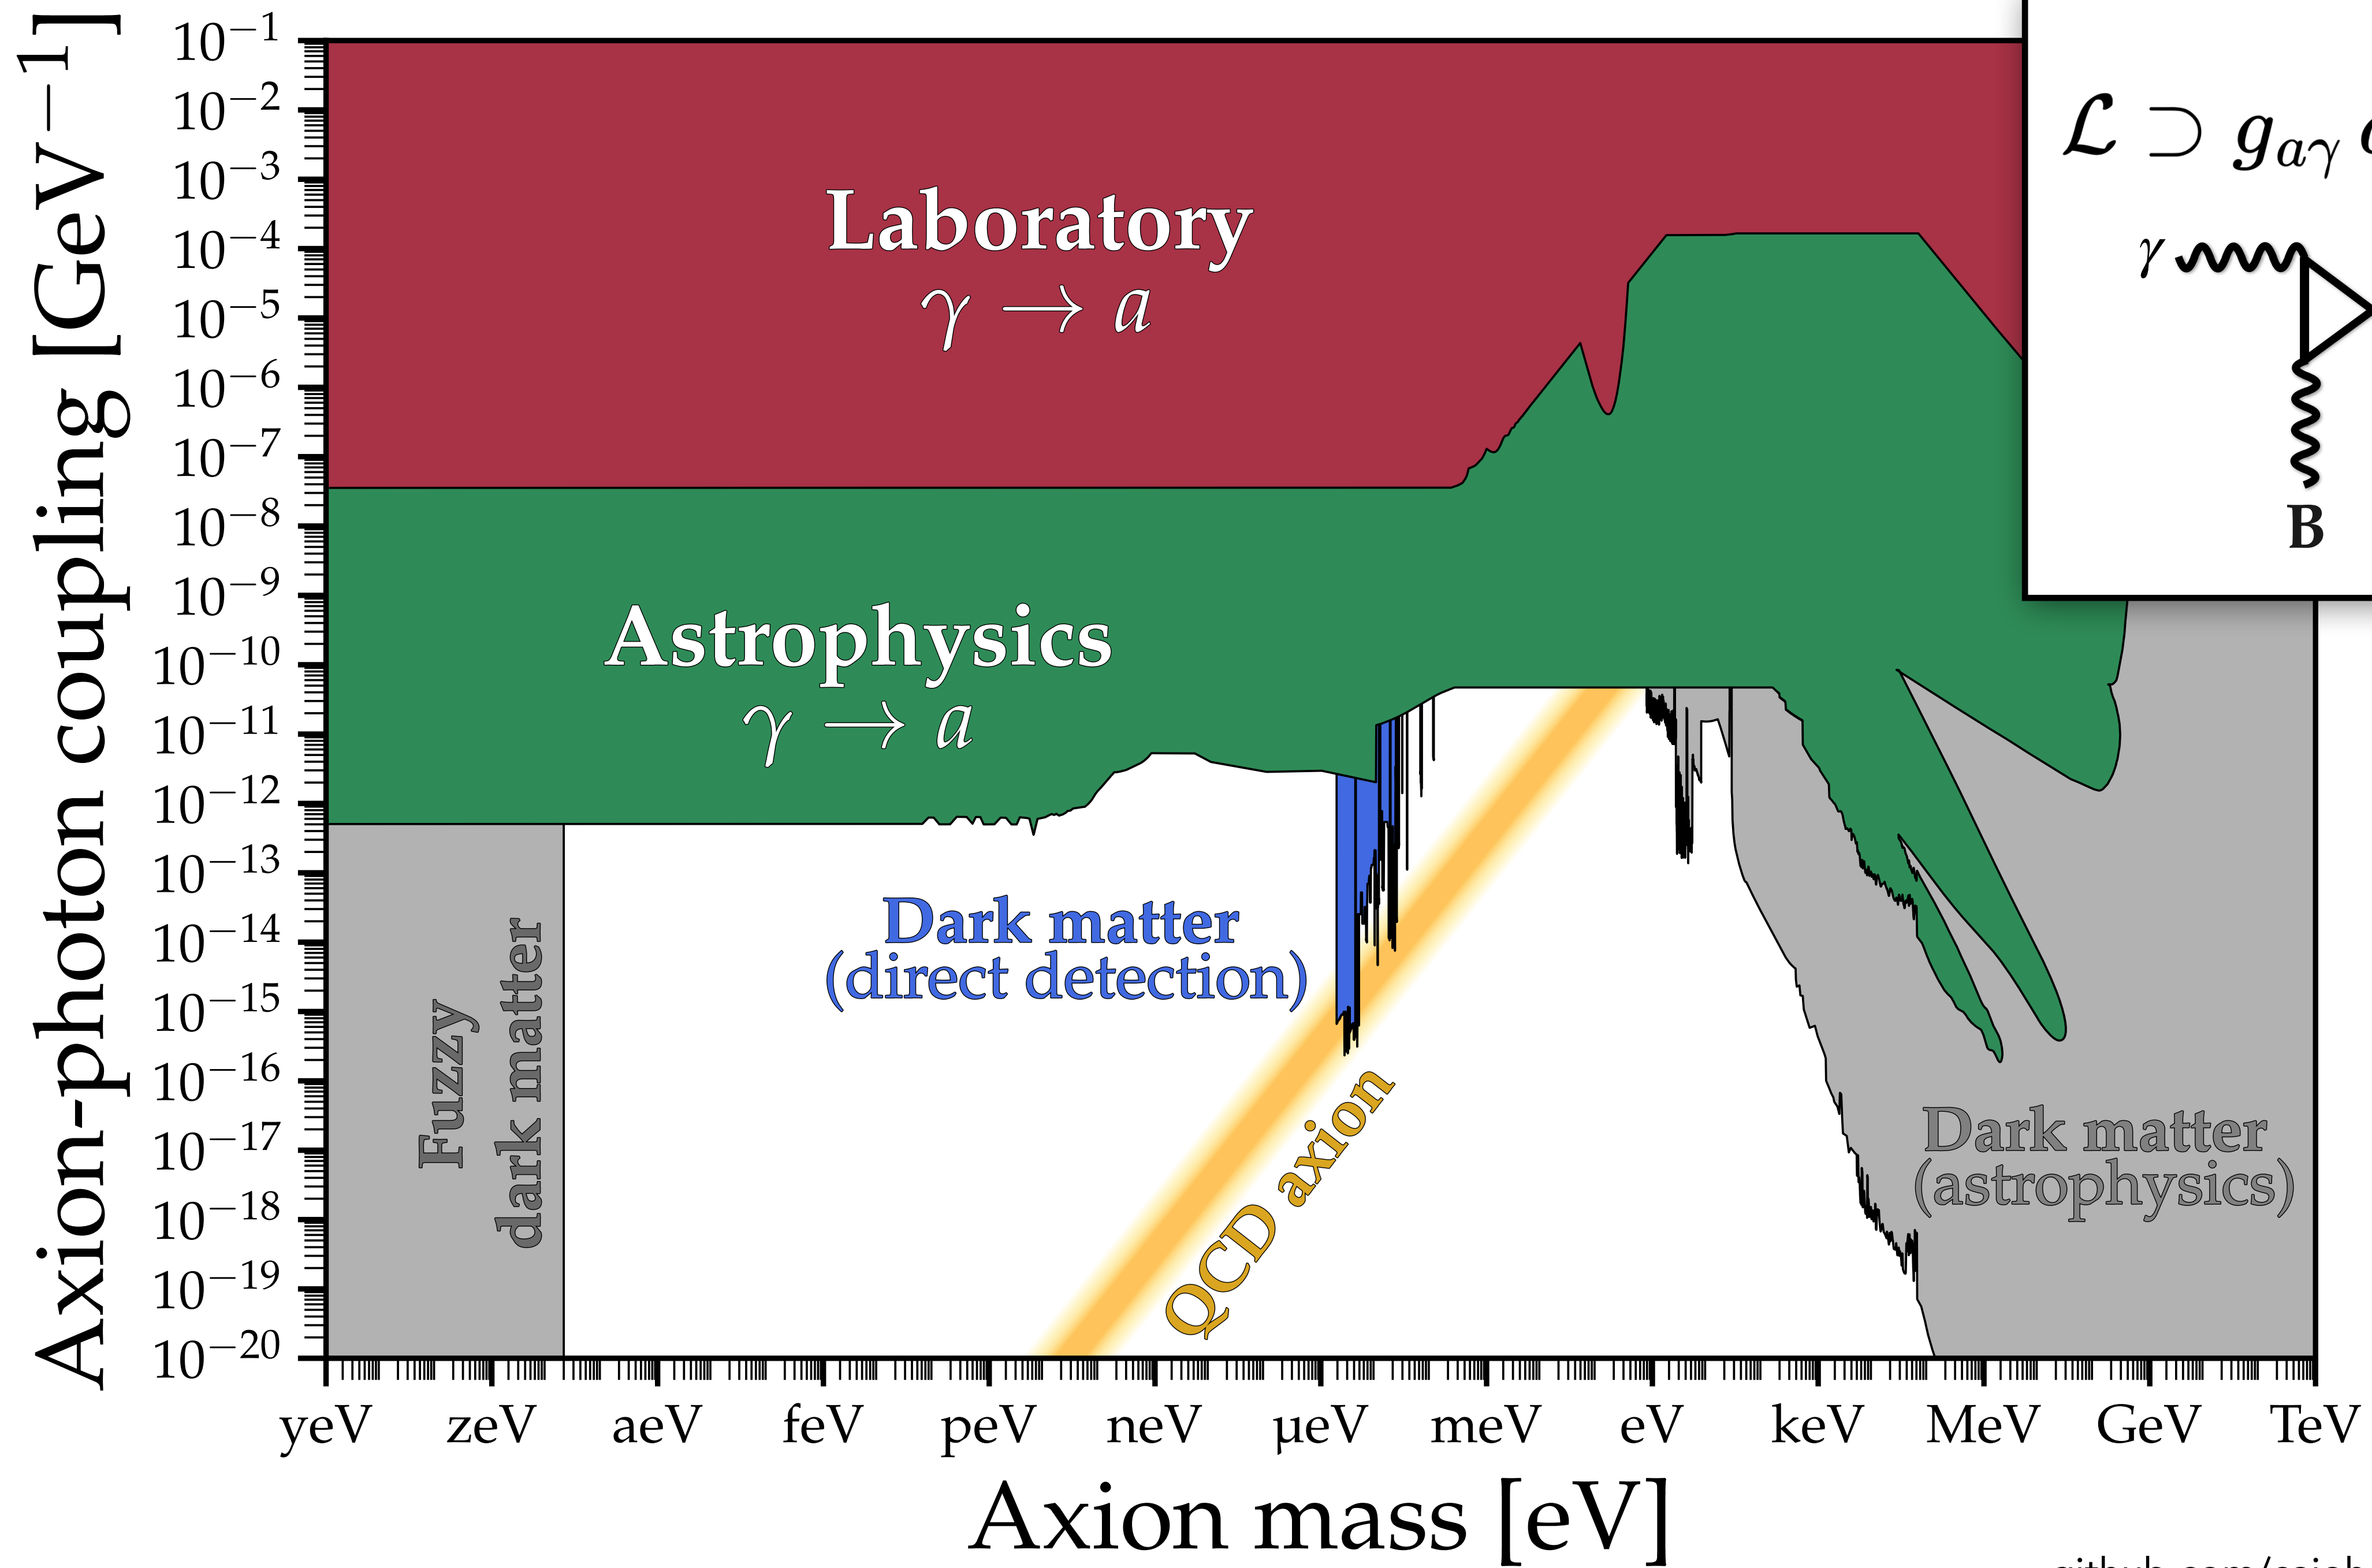 Axion-photon coupling [GeV⁻¹]
10⁻¹
10⁻²
10⁻³
10⁻⁴
10⁻⁵
10⁻⁶
10⁻⁷
10⁻⁸
10⁻⁹
10⁻¹⁰
10⁻¹¹
10⁻¹²
10⁻¹³
10⁻¹⁴
10⁻¹⁵
10⁻¹⁶
10⁻¹⁷
10⁻¹⁸
10⁻¹⁹
10⁻²⁰
Laboratory
γ → a
Astrophysics
γ → a
ℒ ⊃ g_{aγ}
γ
B
Dark matter
(direct detection)
Fuzzy
dark matter
QCD axion
Dark matter
(astrophysics)
yeV zeV aeV feV peV neV μeV meV eV keV MeV GeV TeV
Axion mass [eV]